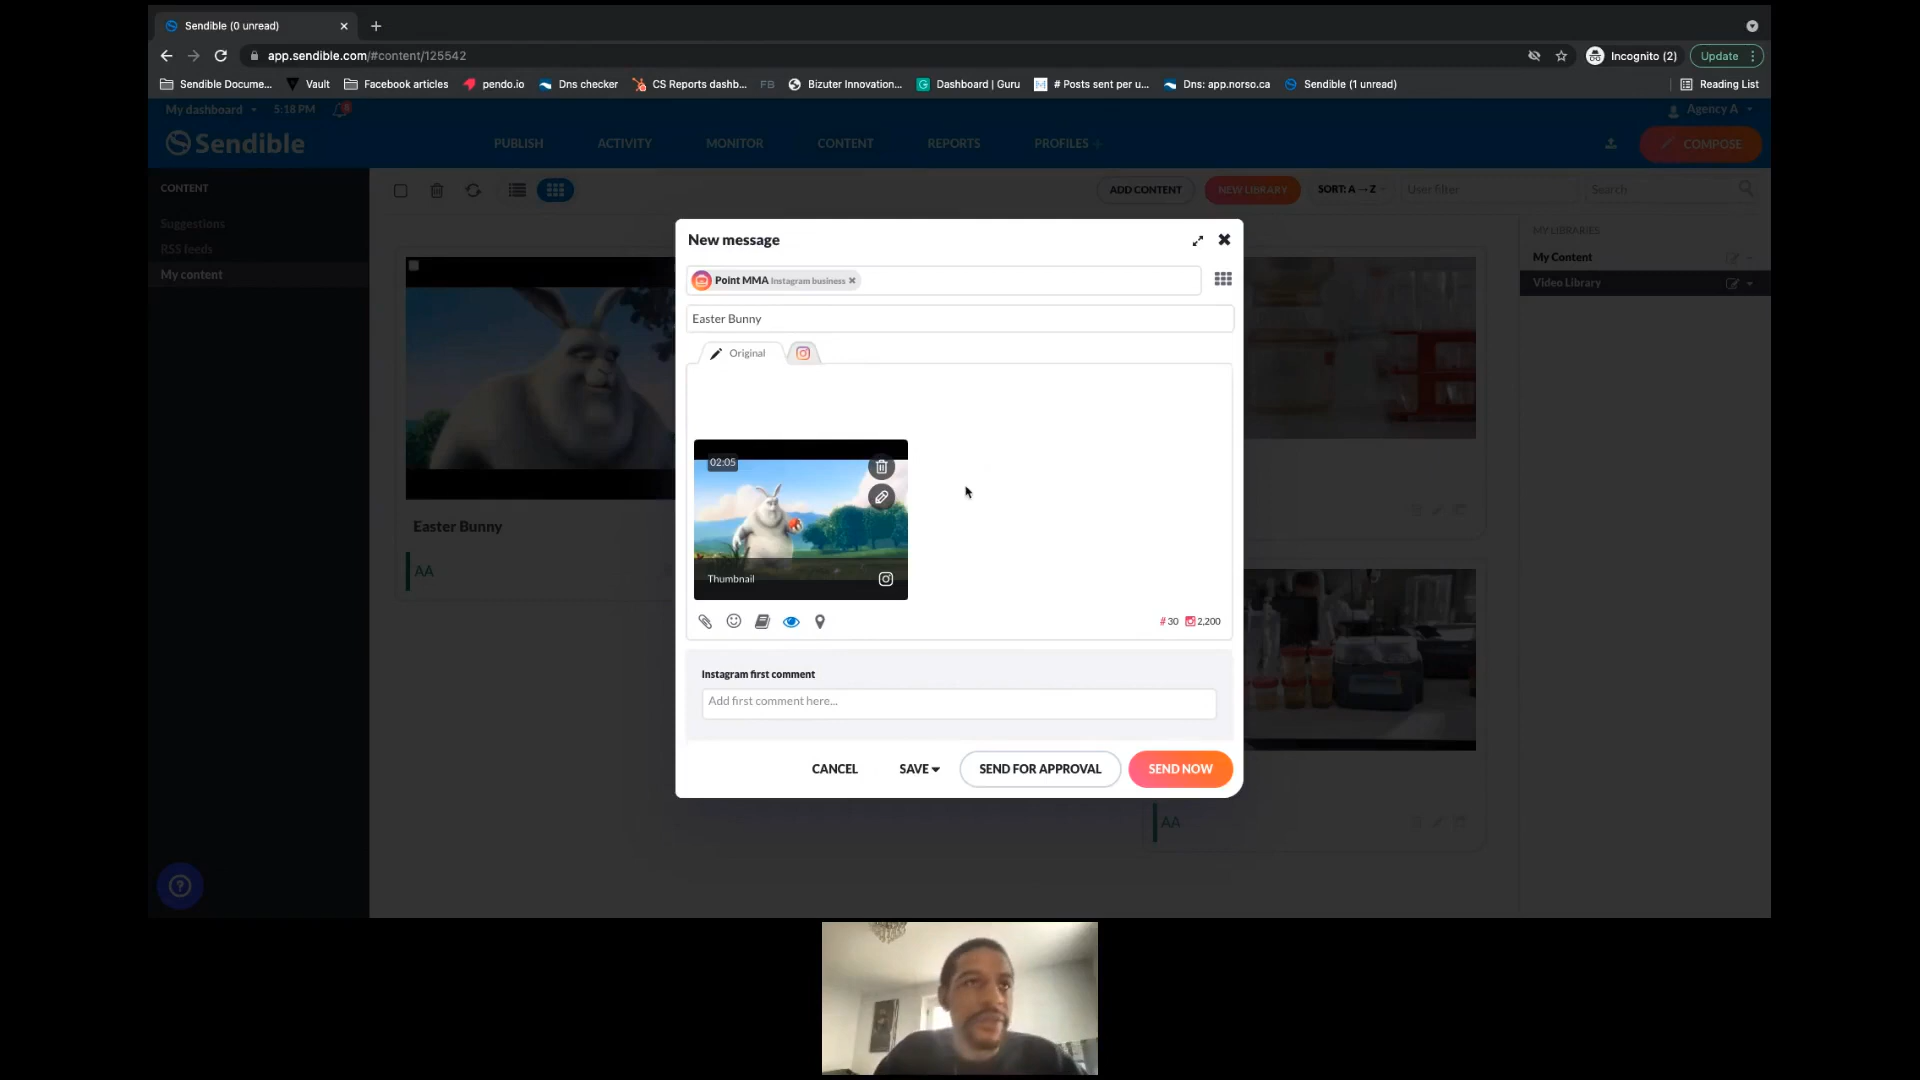 Sendible (0 unread)
app.sendible.com/#content/125542
Incognito (2)
Update
Sendible Docume...
Vault
Facebook articles
pendo.io
Dns checker
CS Reports dashb...
FB
Bizuter Innovation...
Dashboard | Guru
# Posts sent per u...
Dns: app.norso.ca
Sendible (1 unread)
Reading List
My dashboard
5:18 PM
Agency A
Sendible
PUBLISH
ACTIVITY
MONITOR
CONTENT
REPORTS
PROFILES
COMPOSE
CONTENT
Suggestions
RSS feeds
My content
ADD CONTENT
NEW LIBRARY
SORT: A → Z
User filter
Search
MY LIBRARIES
My Content
Video Library
Easter Bunny
AA
New message
Point MMA Instagram business
Easter Bunny
Original
02:05
Thumbnail
# 30
2,200
Instagram first comment
Add first comment here...
CANCEL
SAVE
SEND FOR APPROVAL
SEND NOW
AA